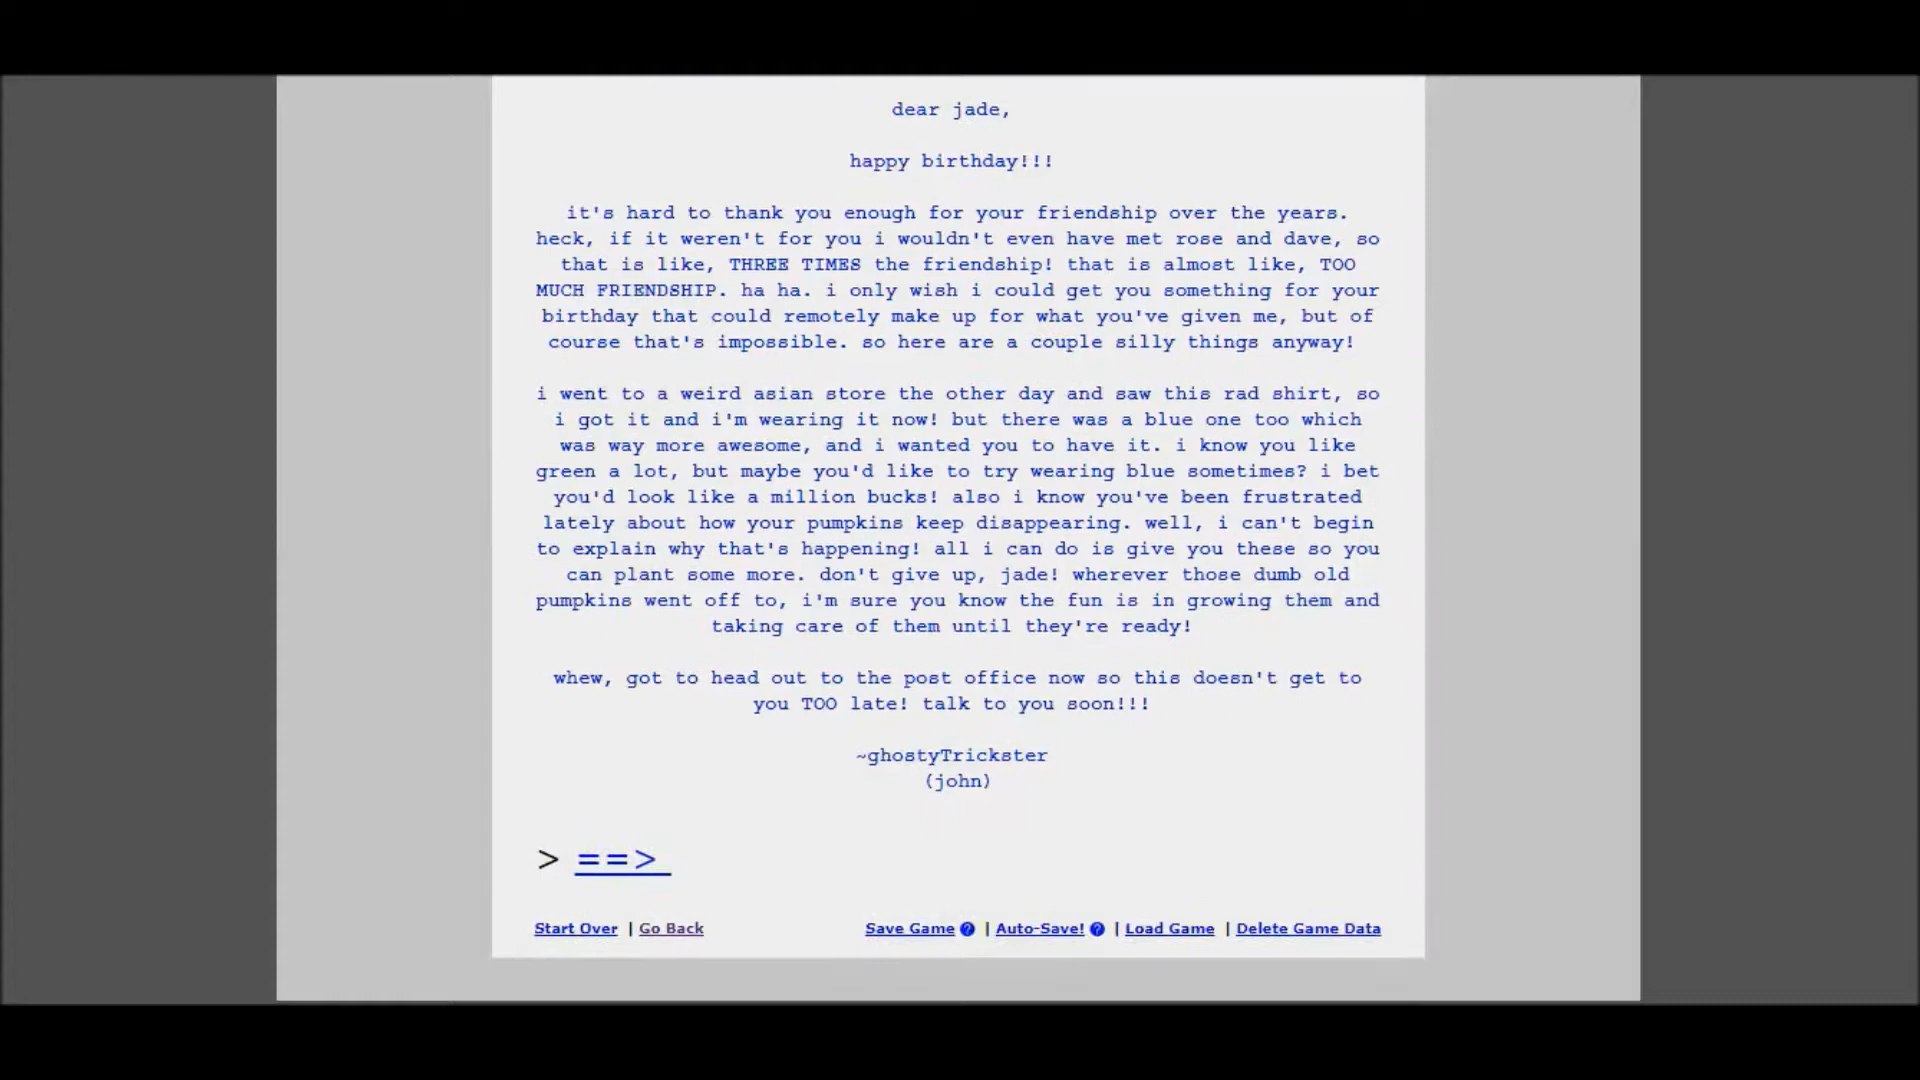 dear jade,
happy birthday!!!
it's hard to thank you enough for your friendship over the years.
heck, if it weren't for you i wouldn't even have met rose and dave, so
that is like, THREE TIMES the friendship! that is almost like, TOO
MUCH FRIENDSHIP. ha ha. i only wish i could get you something for your
birthday that could remotely make up for what you've given me, but of
course that's impossible. so here are a couple silly things anyway!
i went to a weird asian store the other day and saw this rad shirt, so
i got it and i'm wearing it now! but there was a blue one too which
was way more awesome, and i wanted you to have it. i know you like
green a lot, but maybe you'd like to try wearing blue sometimes? i bet
you'd look like a million bucks! also i know you've been frustrated
lately about how your pumpkins keep disappearing. well, i can't begin
to explain why that's happening! all i can do is give you these so you
can plant some more. don't give up, jade! wherever those dumb old
pumpkins went off to, i'm sure you know the fun is in growing them and
taking care of them until they're ready!
whew, got to head out to the post office now so this doesn't get to
you TOO late! talk to you soon!!!
~ghostyTrickster
(john)
> ==>
Start Over | Go Back Save Game ? | Auto-Save! ? | Load Game | Delete Game Data